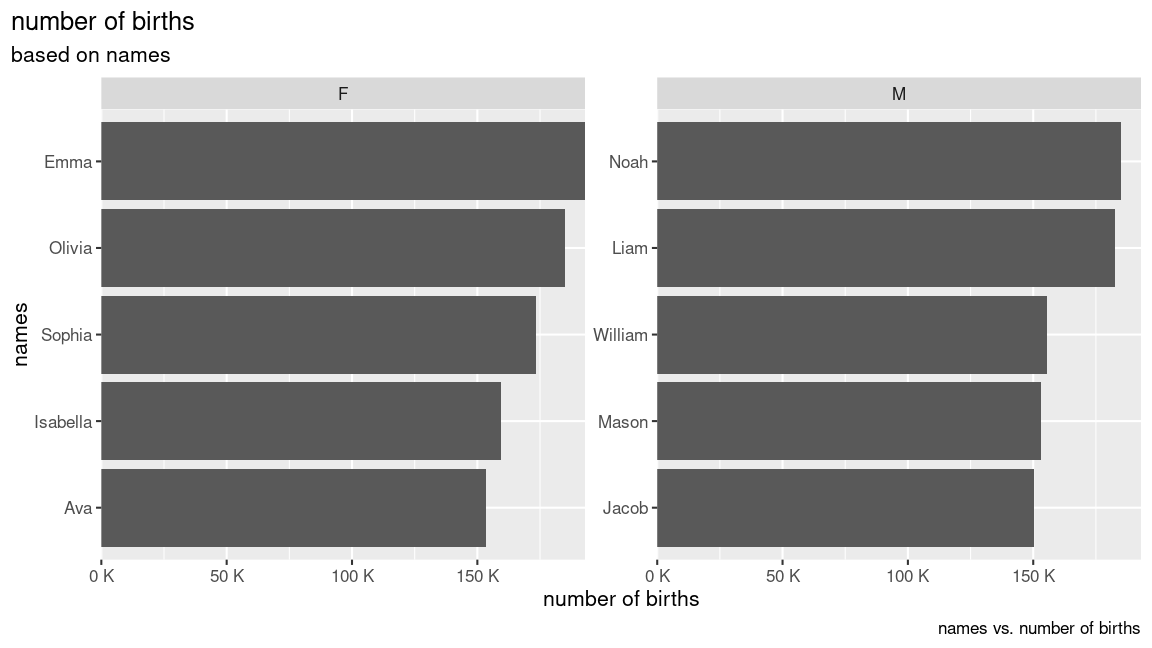 number of births
based on names
F
M
Emma
Olivia
Sophia
Isabella
Ava
Noah
Liam
William
Mason
Jacob
names
0 K
50 K
100 K
150 K
0 K
50 K
100 K
150 K
number of births
names vs. number of births